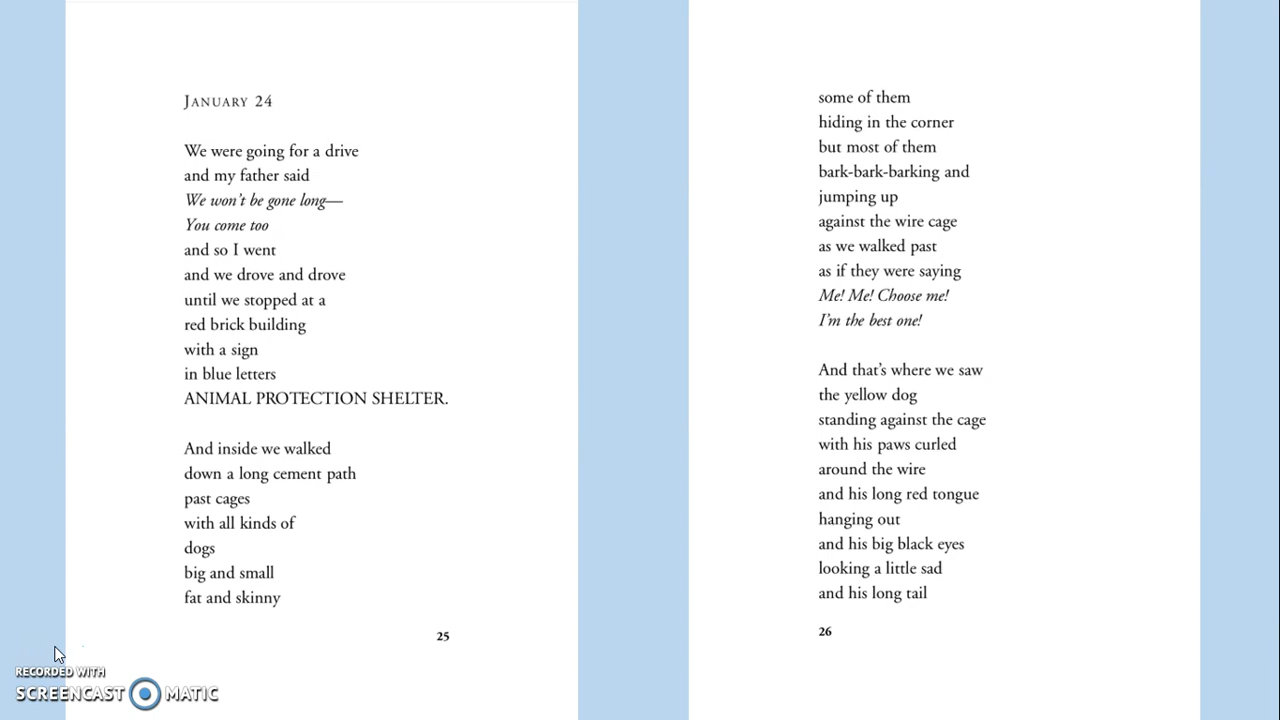 JANUARY 24
We were going for a drive
and my father said
We won't be gone long—
You come too
and so I went
and we drove and drove
until we stopped at a
red brick building
with a sign
in blue letters
ANIMAL PROTECTION SHELTER.
And inside we walked
down a long cement path
past cages
with all kinds of
dogs
big and small
fat and skinny
25
some of them
hiding in the corner
but most of them
bark-bark-barking and
jumping up
against the wire cage
as we walked past
as if they were saying
Me! Me! Choose me!
I'm the best one!
And that's where we saw
the yellow dog
standing against the cage
with his paws curled
around the wire
and his long red tongue
hanging out
and his big black eyes
looking a little sad
and his long tail
26
RECORDED WITH
SCREENCAST MATIC